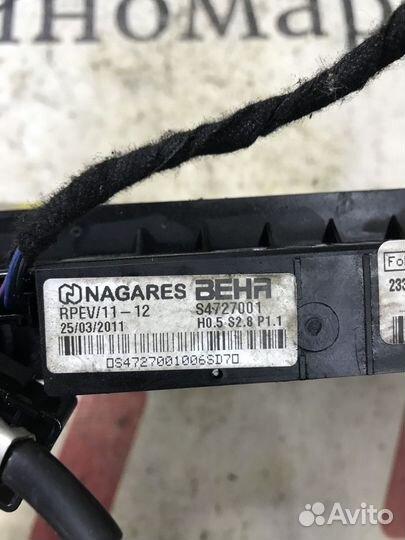 иномар
NAGARES BEHR
RPEV/11-12 S4727001
25/03/2011 H0.5 S2.8 P1.1
S4727001006SD7
Fo
233
Avito